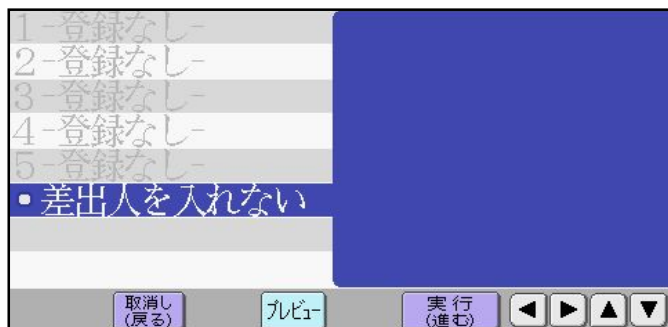 1-登録なし-
2-登録なし-
3-登録なし-
4-登録なし-
5-登録なし-
差出人を入れない
取消し
(戻る)
プレビュー
実行
(進む)